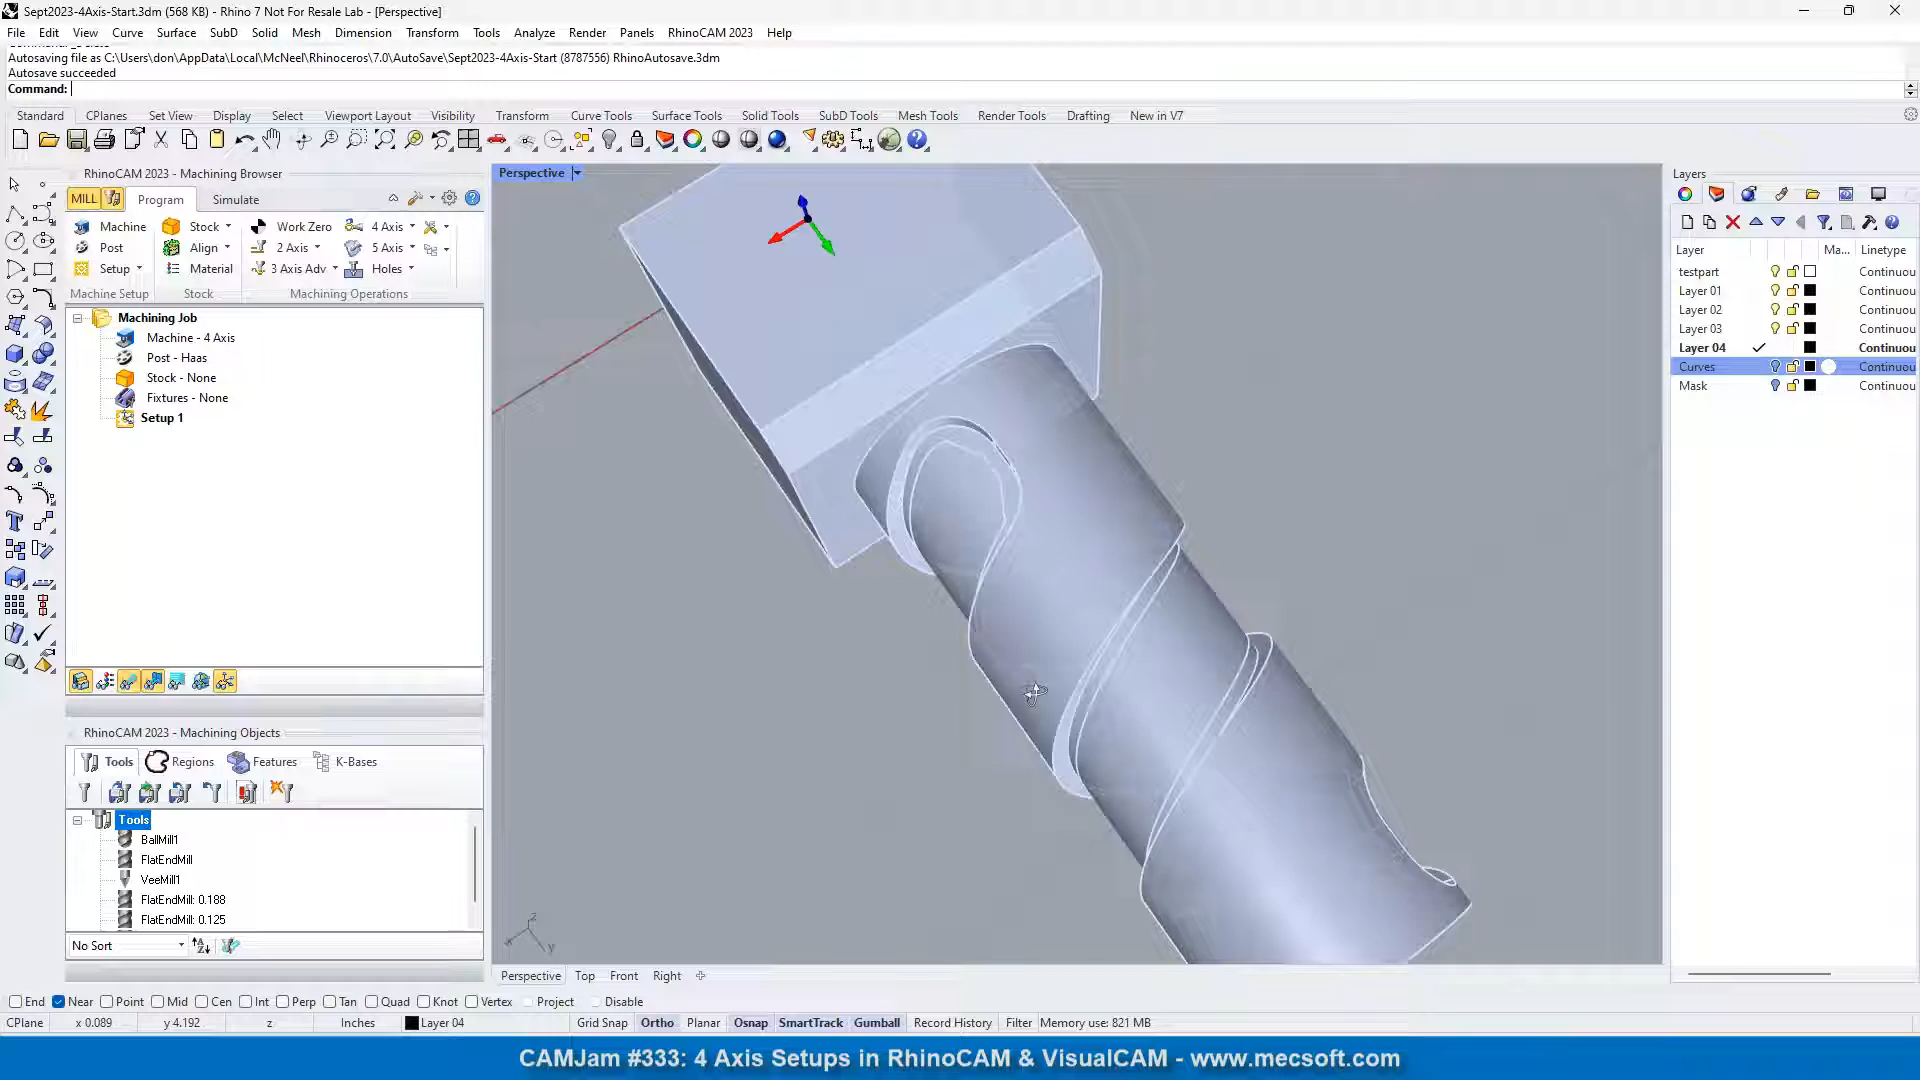 Sept2023-4Axis-Start.3dm (568 KB) - Rhino 7 Not For Resale Lab - [Perspective]
File Edit View Curve Surface SubD Solid Mesh Dimension Transform Tools Analyze Render Panels RhinoCAM 2023 Help
Autosaving file as C:\Users\don\AppData\Local\McNeel\Rhinoceros\7.0\AutoSave\Sept2023-4Axis-Start (8787556) RhinoAutosave.3dm
Autosave succeeded
Command:
Standard CPlanes Set View Display Select Viewport Layout Visibility Transform Curve Tools Surface Tools Solid Tools SubD Tools Mesh Tools Render Tools Drafting New in V7
RhinoCAM 2023 - Machining Browser
MILL Program Simulate
Machine Stock Work Zero 4 Axis
Post Align 2 Axis 5 Axis
Setup Material 3 Axis Adv Holes
Machine Setup Stock Machining Operations
Machining Job
Machine - 4 Axis
Post - Haas
Stock - None
Fixtures - None
Setup 1
RhinoCAM 2023 - Machining Objects
Tools Regions Features K-Bases
Tools
BallMill1
FlatEndMill
VeeMill1
FlatEndMill: 0.188
FlatEndMill: 0.125
No Sort
Perspective
z
x
y
Perspective Top Front Right
Layers
Layer Ma... Linetype
testpart Continuou
Layer 01 Continuou
Layer 02 Continuou
Layer 03 Continuou
Layer 04 Continuou
Curves Continuou
Mask Continuou
End Near Point Mid Cen Int Perp Tan Quad Knot Vertex Project Disable
CPlane x 0.089 y 4.192 z Inches Layer 04 Grid Snap Ortho Planar Osnap SmartTrack Gumball Record History Filter Memory use: 821 MB
CAMJam #333: 4 Axis Setups in RhinoCAM & VisualCAM - www.mecsoft.com